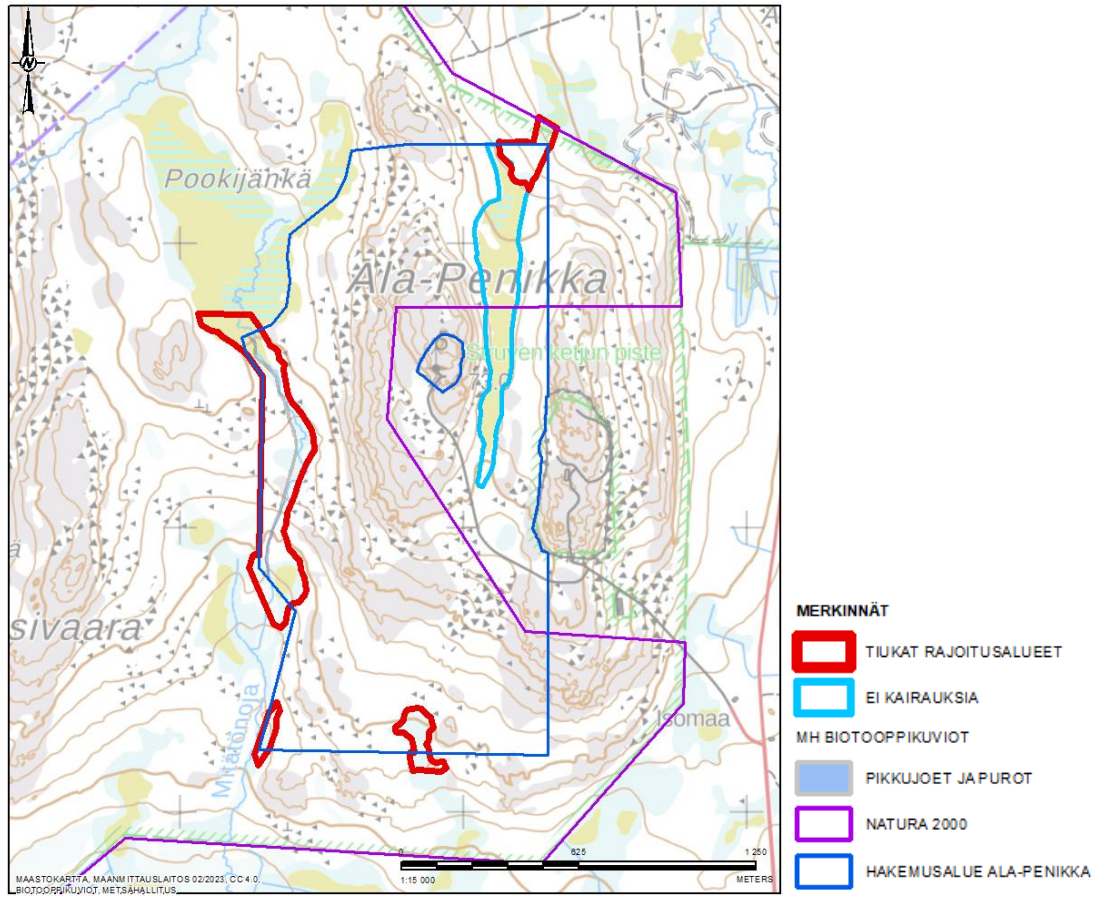 N
Pookijänkä
Ala-Penikka
Struven ketjun piste
sivaara
ä
Mitälänoja
Isomaa
V
V
0
625
1 250
1:15 000
METERS
MAASTOKARTTA, MAANMITTAUSLAITOS 02/2023, CC 4.0,
BIOTOOPPIKUVIOT, METSÄHALLITUS
MERKINNÄT
TIUKAT RAJOITUSALUEET
EI KAIRAUKSIA
MH BIOTOOPPIKUVIOT
PIKKUJOET JA PUROT
NATURA 2000
HAKEMUSALUE ALA-PENIKKA